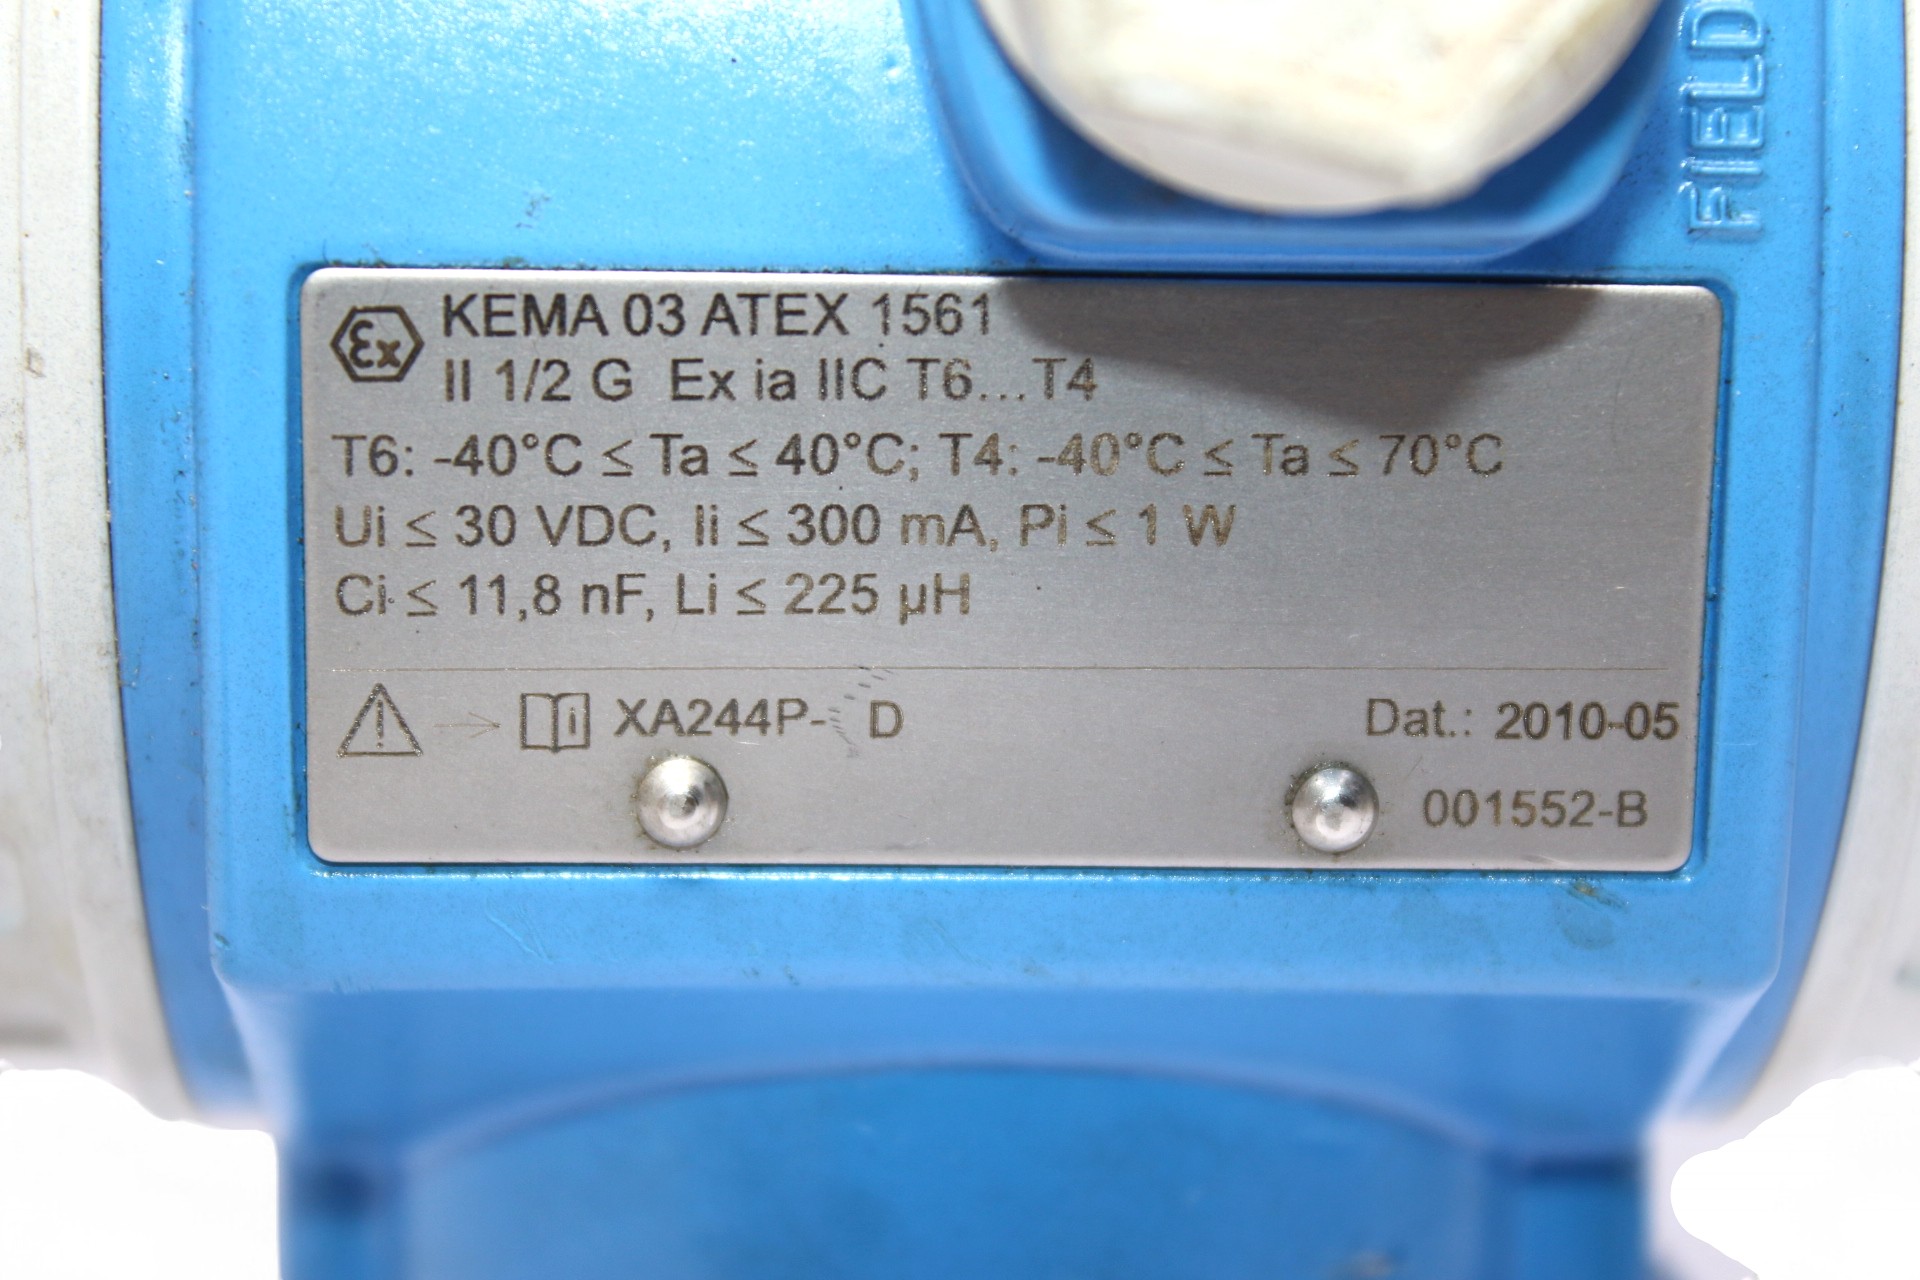 FIELD
Ex KEMA 03 ATEX 1561
II 1/2 G Ex ia IIC T6...T4
T6: -40°C ≤ Ta ≤ 40°C; T4: -40°C ≤ Ta ≤ 70°C
Ui ≤ 30 VDC, Ii ≤ 300 mA, Pi ≤ 1 W
Ci ≤ 11,8 nF, Li ≤ 225 µH
XA244P- D Dat.: 2010-05
001552-B